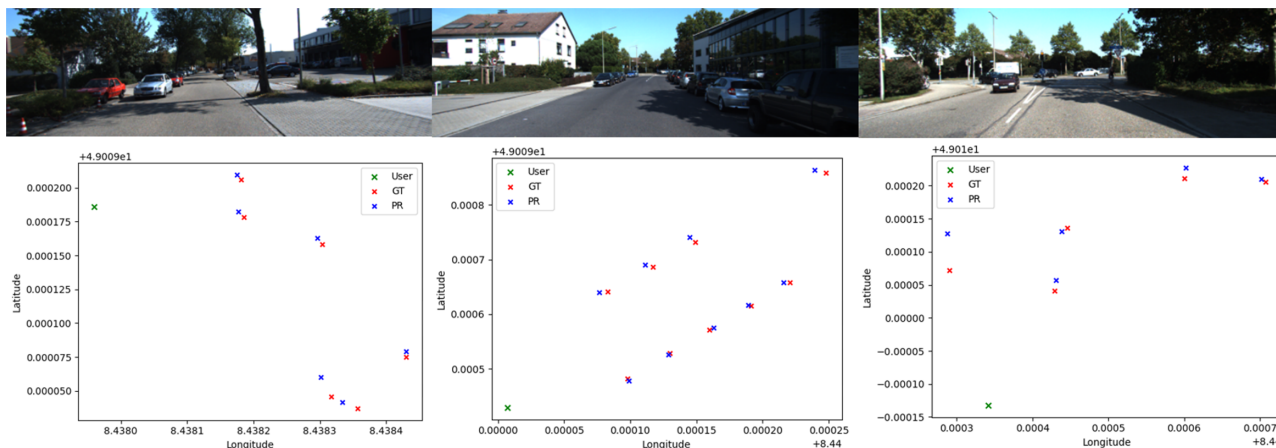 +4.9009e1
User
GT
PR
0.000200
0.000175
0.000150
0.000125
0.000100
0.000075
0.000050
Latitude
8.4380 8.4381 8.4382 8.4383 8.4384
Longitude
+4.9009e1
User
GT
PR
0.0008
0.0007
0.0006
0.0005
Latitude
0.00000 0.00005 0.00010 0.00015 0.00020 0.00025
Longitude
+8.44
+4.901e1
User
GT
PR
0.00020
0.00015
0.00010
0.00005
0.00000
−0.00005
−0.00010
−0.00015
Latitude
0.0003 0.0004 0.0005 0.0006
Longitude